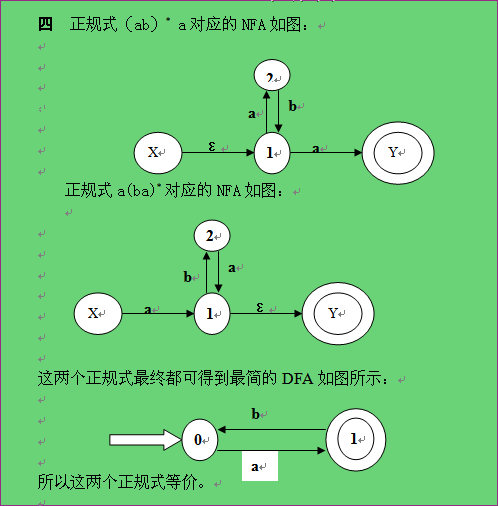 四 正规式（ab）* a对应的NFA如图：
2
a b
X ε 1 a Y
正规式a(ba)*对应的NFA如图：
2
b a
X a 1 ε Y
这两个正规式最终都可得到最简的DFA如图所示：
b
0 1
a
所以这两个正规式等价。